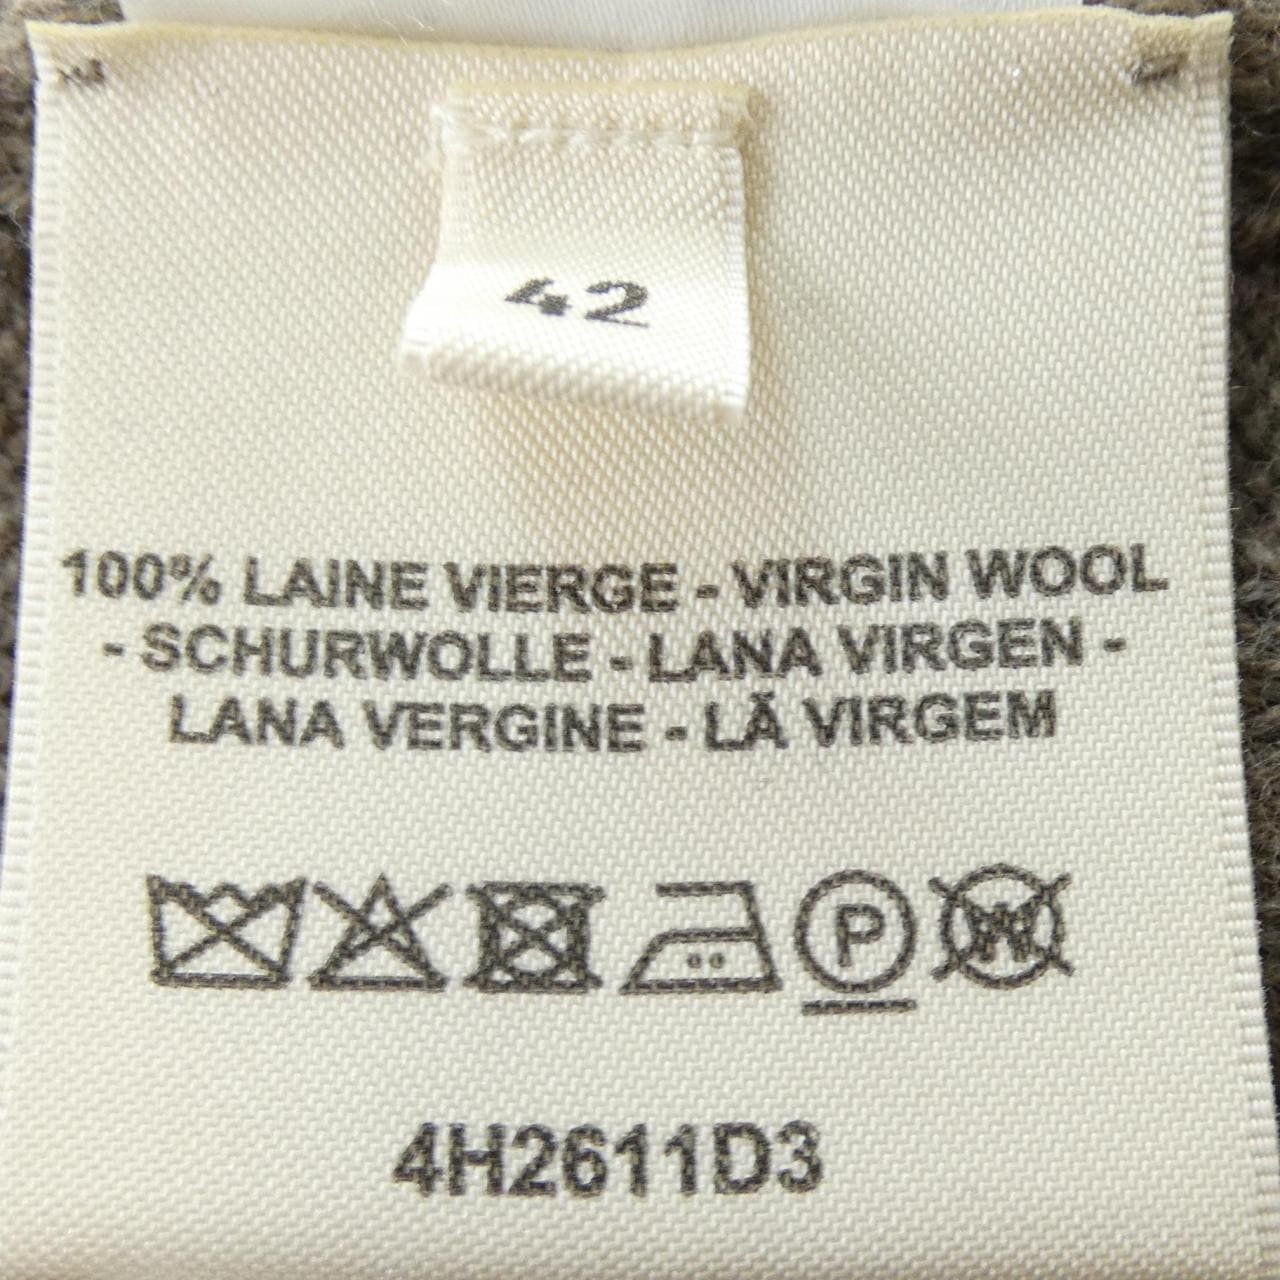 42
100% LAINE VIERGE - VIRGIN WOOL
- SCHURWOLLE - LANA VIRGEN -
LANA VERGINE - LÃ VIRGEM
P
W
4H2611D3